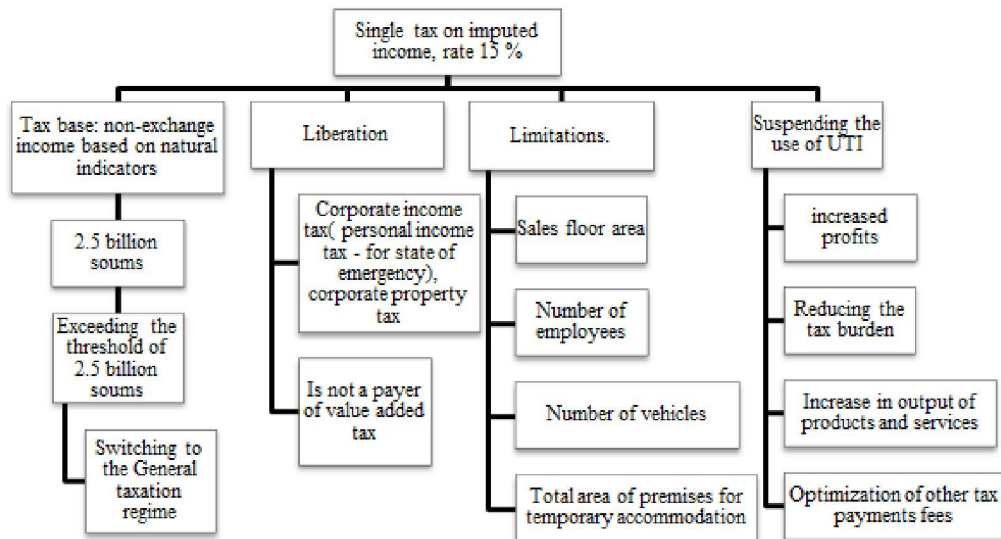 Single tax on imputed
income, rate 15 %
Tax base: non-exchange
income based on natural
indicators
2.5 billion
soums
Exceeding the
threshold of
2.5 billion
soums
Switching to
the General
taxation
regime
Liberation
Corporate income
tax( personal income
tax - for state of
emergency),
corporate property
tax
Is not a payer
of value added
tax
Limitations.
Sales floor area
Number of
employees
Number of vehicles
Total area of premises for
temporary accommodation
Suspending the
use of UTI
increased
profits
Reducing the
tax burden
Increase in output of
products and services
Optimization of other tax
payments fees